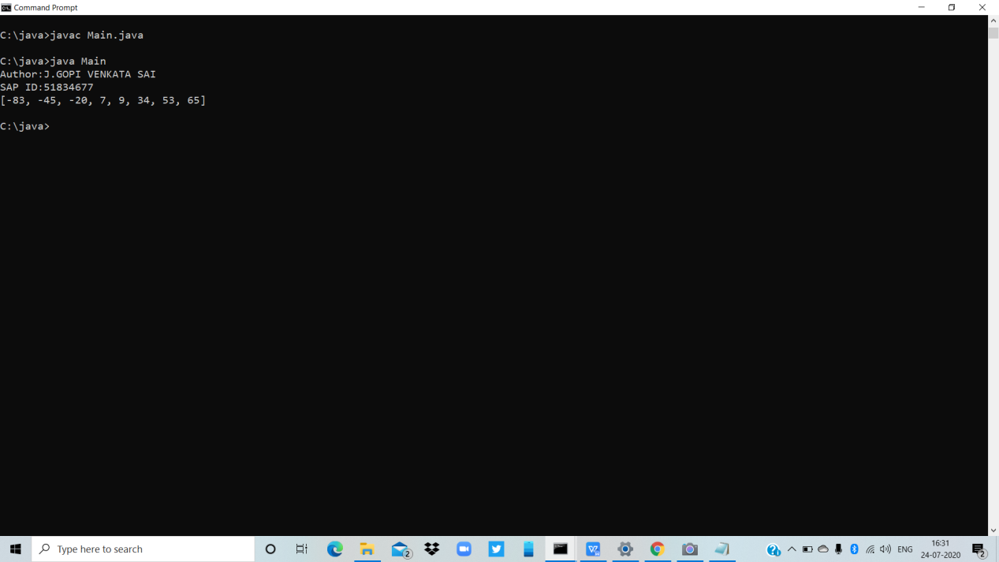 Command Prompt
C:\java>javac Main.java
C:\java>java Main
Author:J.GOPI VENKATA SAI
SAP ID:51834677
[-83, -45, -20, 7, 9, 34, 53, 65]
C:\java>
Type here to search
2
ENG
16:31
24-07-2020
2